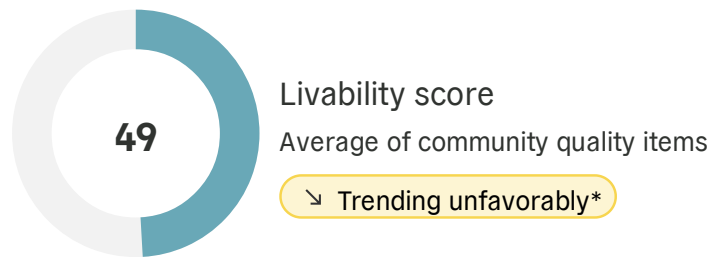 49
Livability score
Average of community quality items
Trending unfavorably*